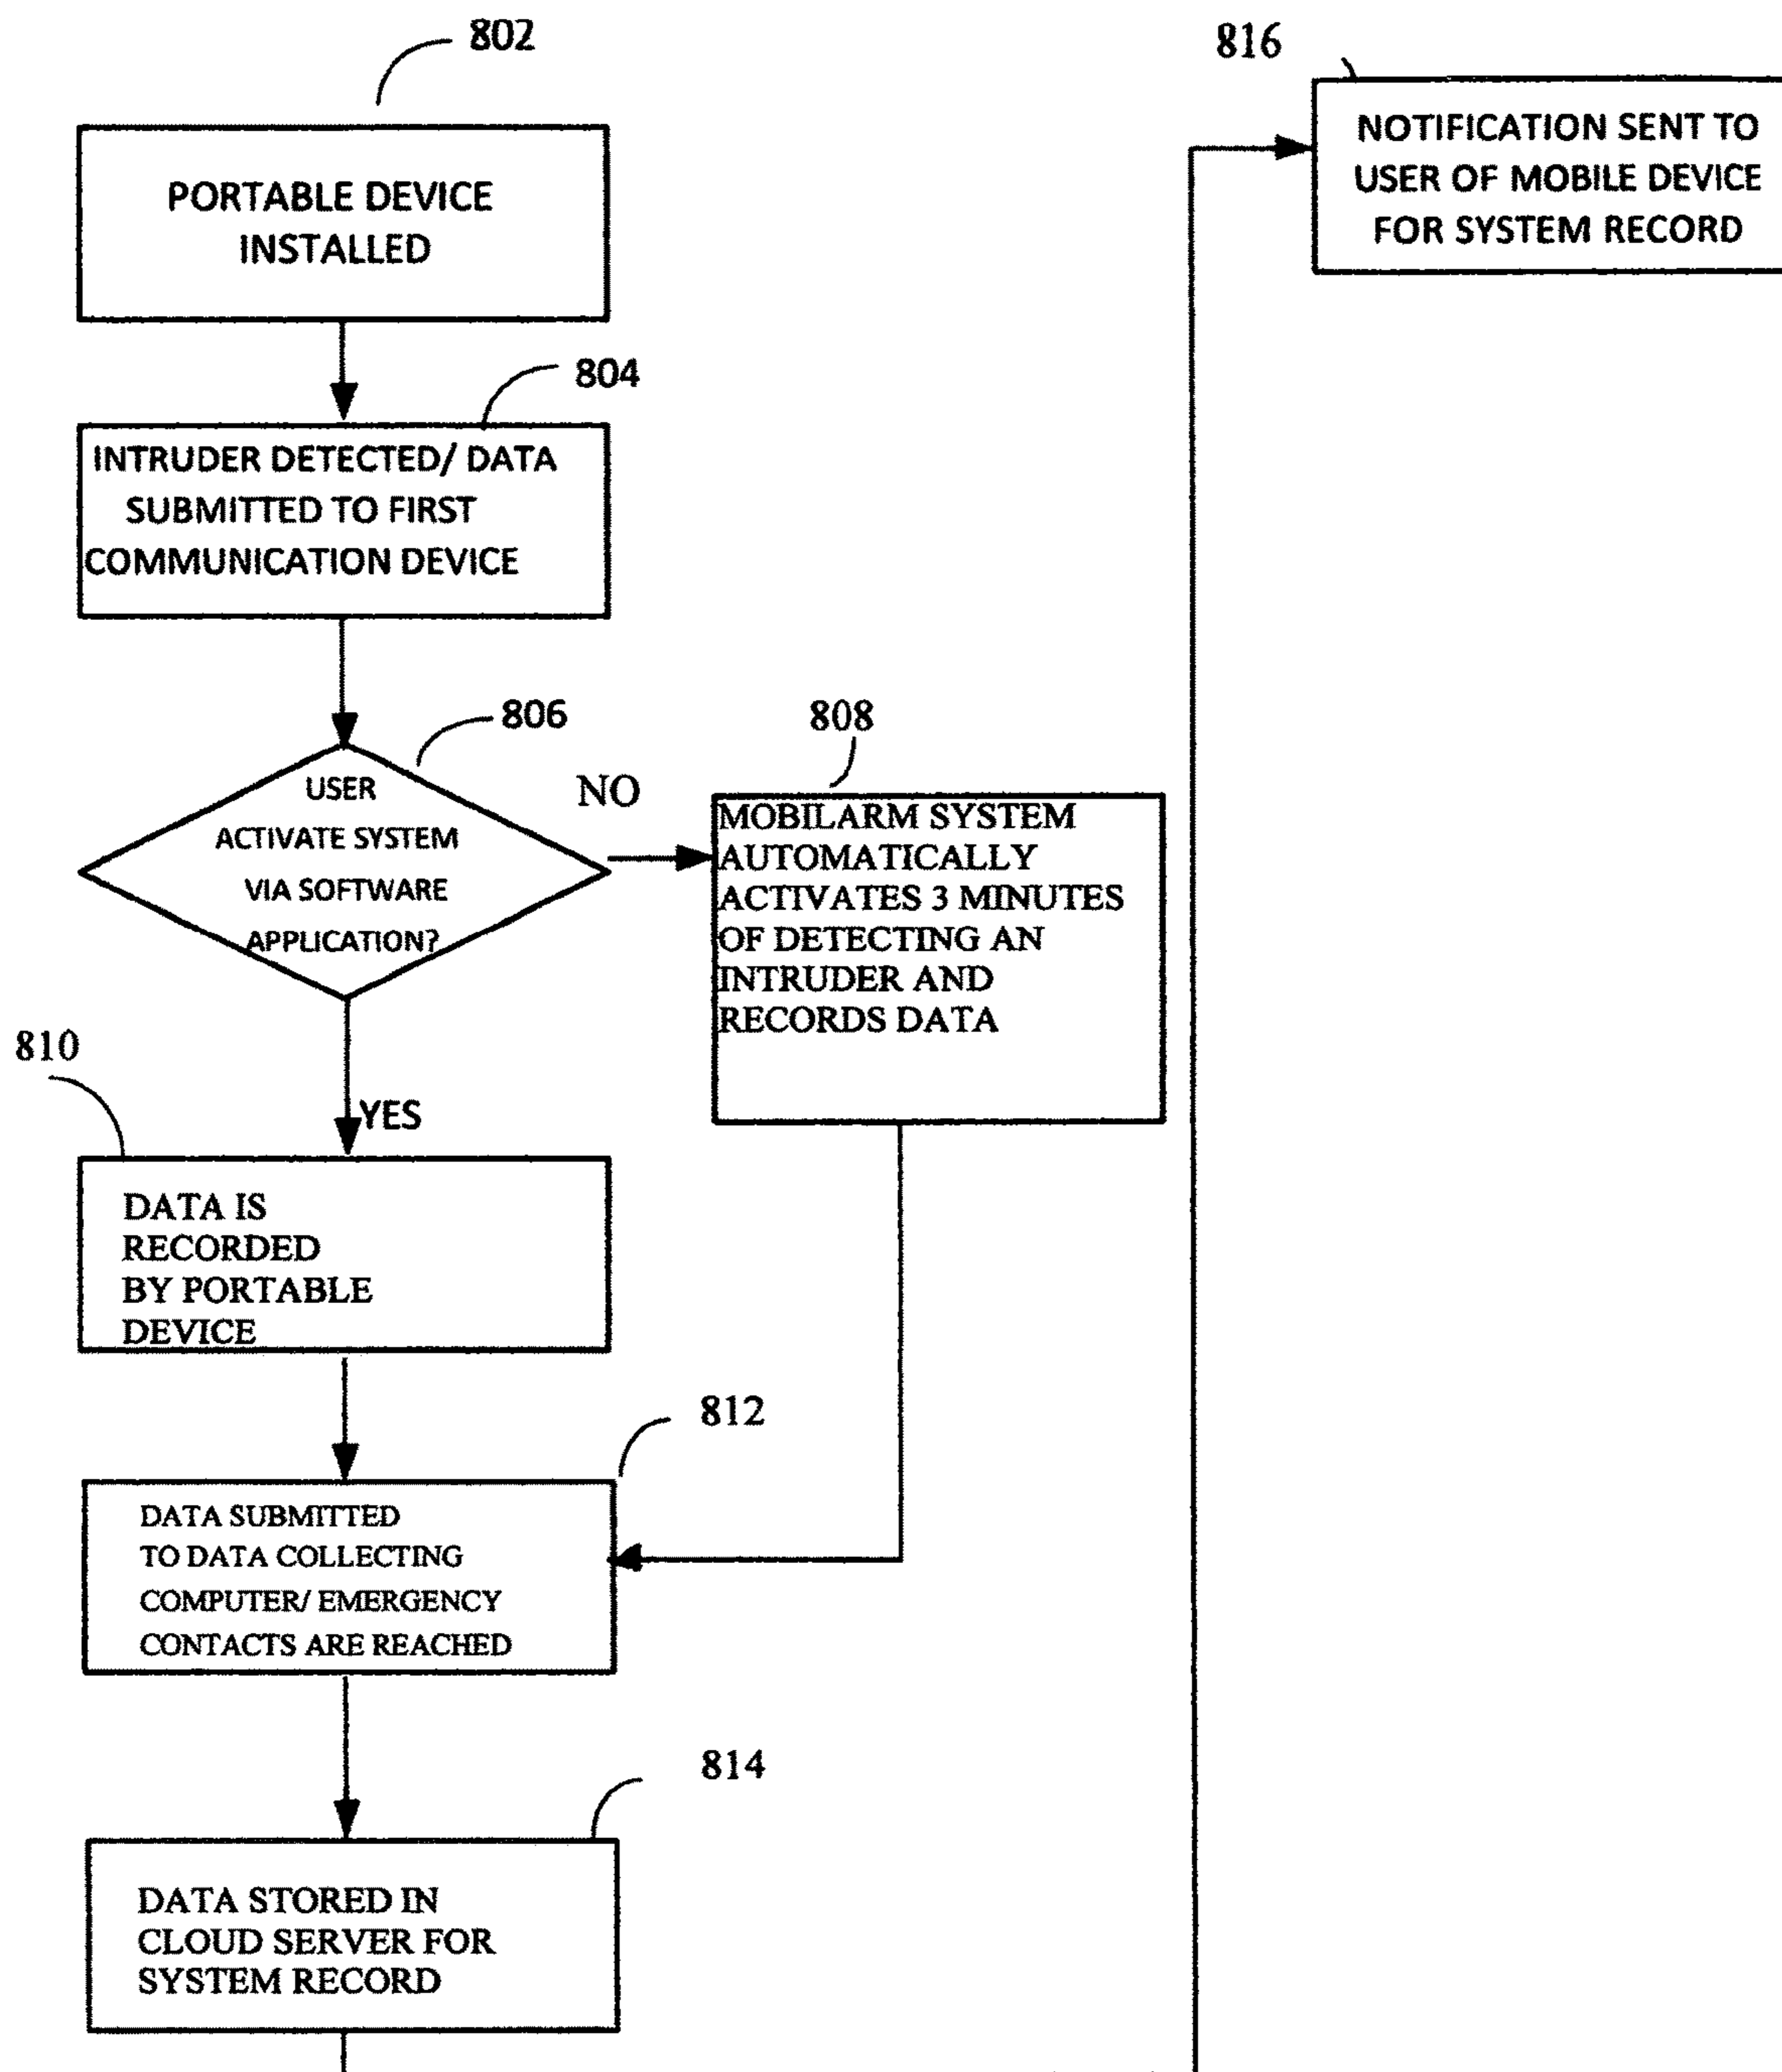 802
PORTABLE DEVICE
INSTALLED
804
INTRUDER DETECTED/ DATA
SUBMITTED TO FIRST
COMMUNICATION DEVICE
806
USER
ACTIVATE SYSTEM
VIA SOFTWARE
APPLICATION?
NO
808
MOBILARM SYSTEM
AUTOMATICALLY
ACTIVATES 3 MINUTES
OF DETECTING AN
INTRUDER AND
RECORDS DATA
YES
810
DATA IS
RECORDED
BY PORTABLE
DEVICE
812
DATA SUBMITTED
TO DATA COLLECTING
COMPUTER/ EMERGENCY
CONTACTS ARE REACHED
814
DATA STORED IN
CLOUD SERVER FOR
SYSTEM RECORD
816
NOTIFICATION SENT TO
USER OF MOBILE DEVICE
FOR SYSTEM RECORD